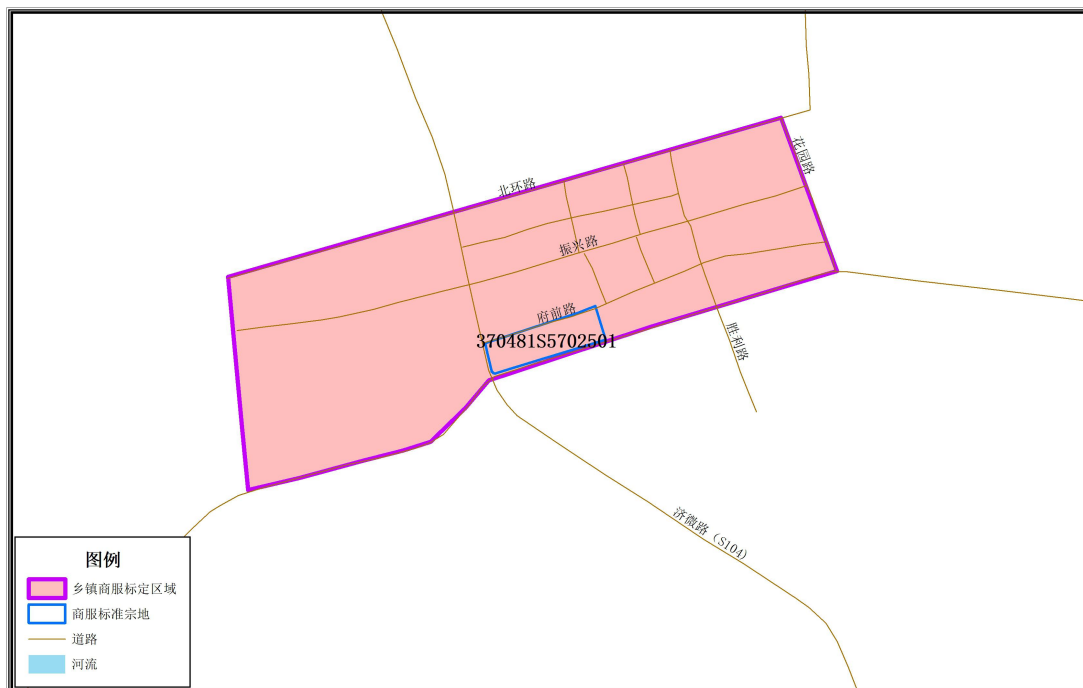 花园路
北环路
振兴路
府前路
370481S5702501
胜利路
济微路（S104）
图例
乡镇商服标定区域
商服标准宗地
道路
河流